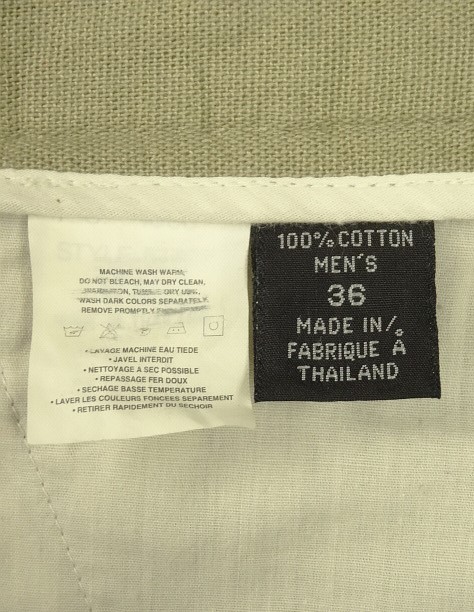 MACHINE WASH WARM,
DO NOT BLEACH, MAY DRY CLEAN,
WARM IRON, TUMBLE DRY LOW,
WASH DARK COLORS SEPARATELY.
REMOVE PROMPTLY
• LAVAGE MACHINE EAU TIEDE
• JAVEL INTERDIT
• NETTOYAGE A SEC POSSIBLE
• REPASSAGE FER DOUX
• SECHAGE BASSE TEMPERATURE
• LAVER LES COULEURS FONCEES SEPAREMENT
• RETIRER RAPIDEMENT DU SECHOIR
100% COTTON
MEN'S
36
MADE IN/.
FABRIQUE A
THAILAND